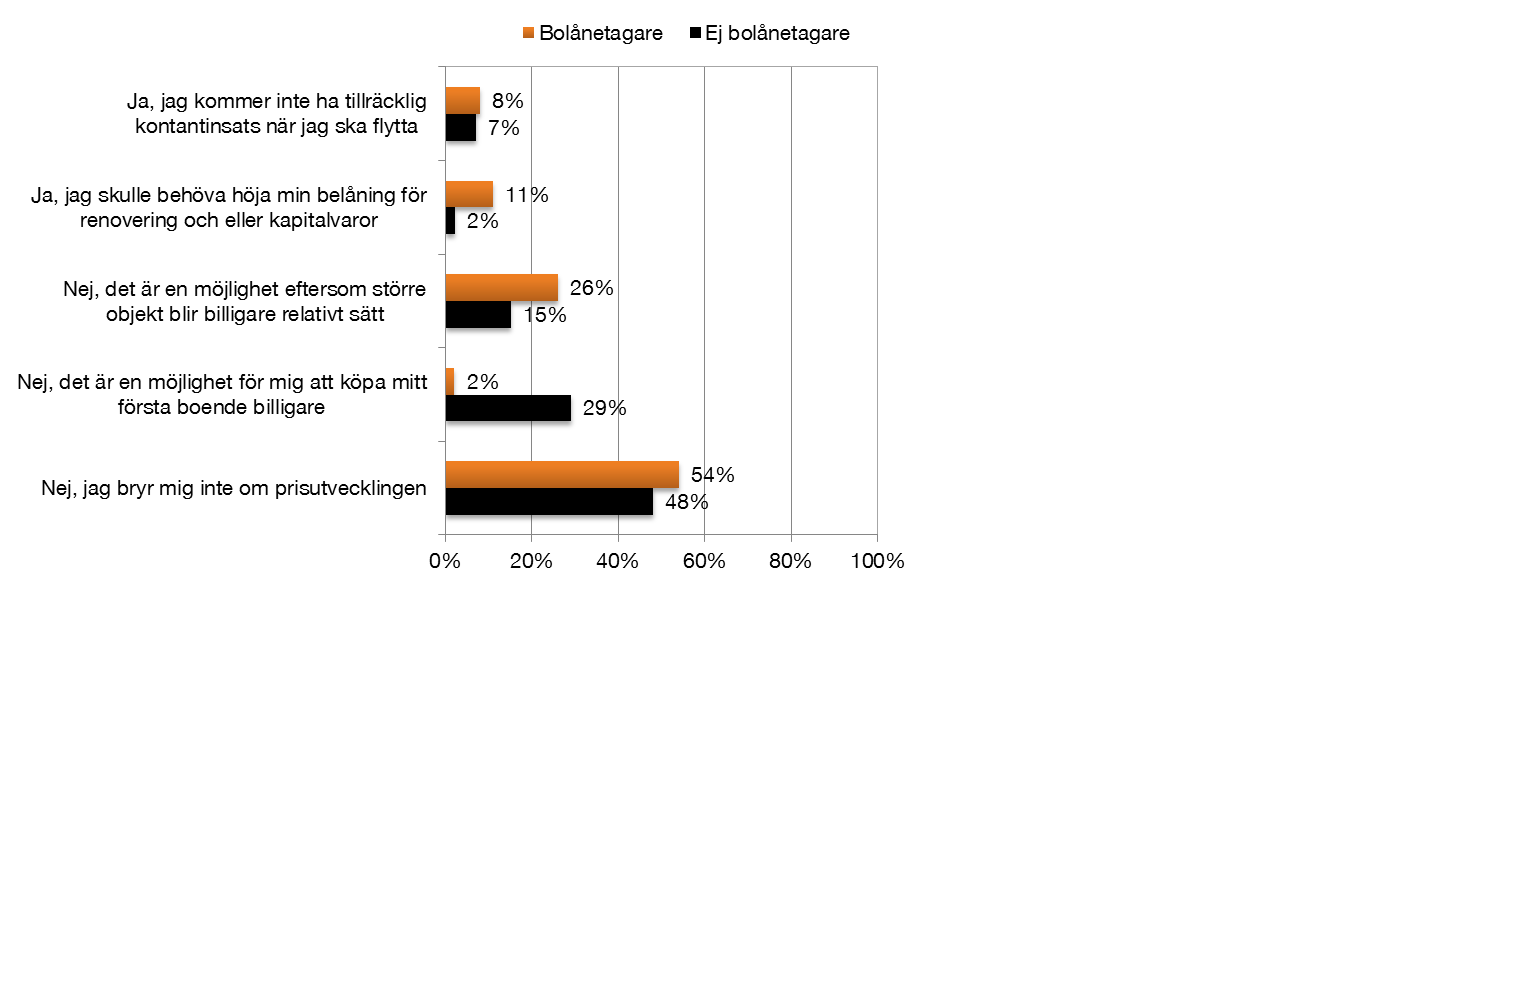 Bolånetagare Ej bolånetagare
Ja, jag kommer inte ha tillräcklig
kontantinsats när jag ska flytta
8%
7%
Ja, jag skulle behöva höja min belåning för
renovering och eller kapitalvaror
11%
2%
Nej, det är en möjlighet eftersom större
objekt blir billigare relativt sätt
26%
15%
Nej, det är en möjlighet för mig att köpa mitt
första boende billigare
2%
29%
Nej, jag bryr mig inte om prisutvecklingen
54%
48%
0% 20% 40% 60% 80% 100%